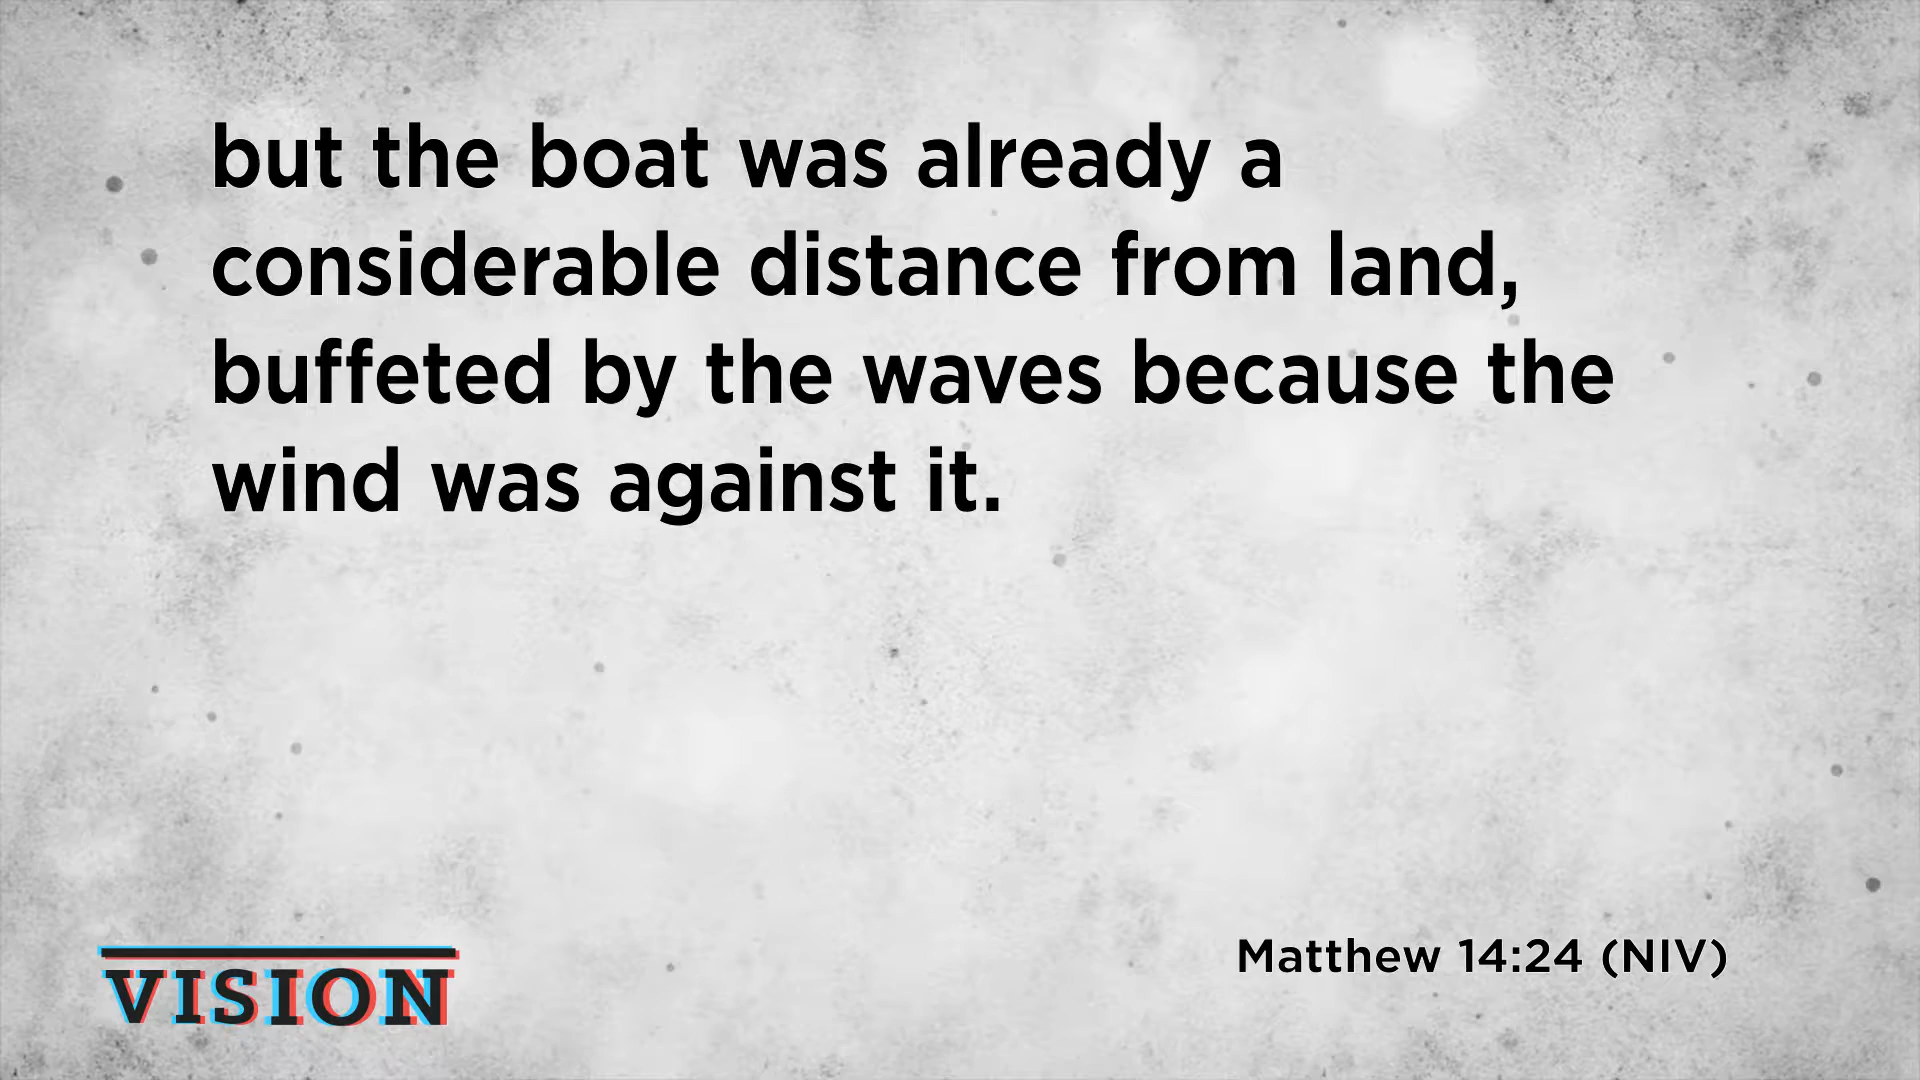 but the boat was already a
considerable distance from land,
buffeted by the waves because the
wind was against it.
VISION
Matthew 14:24 (NIV)